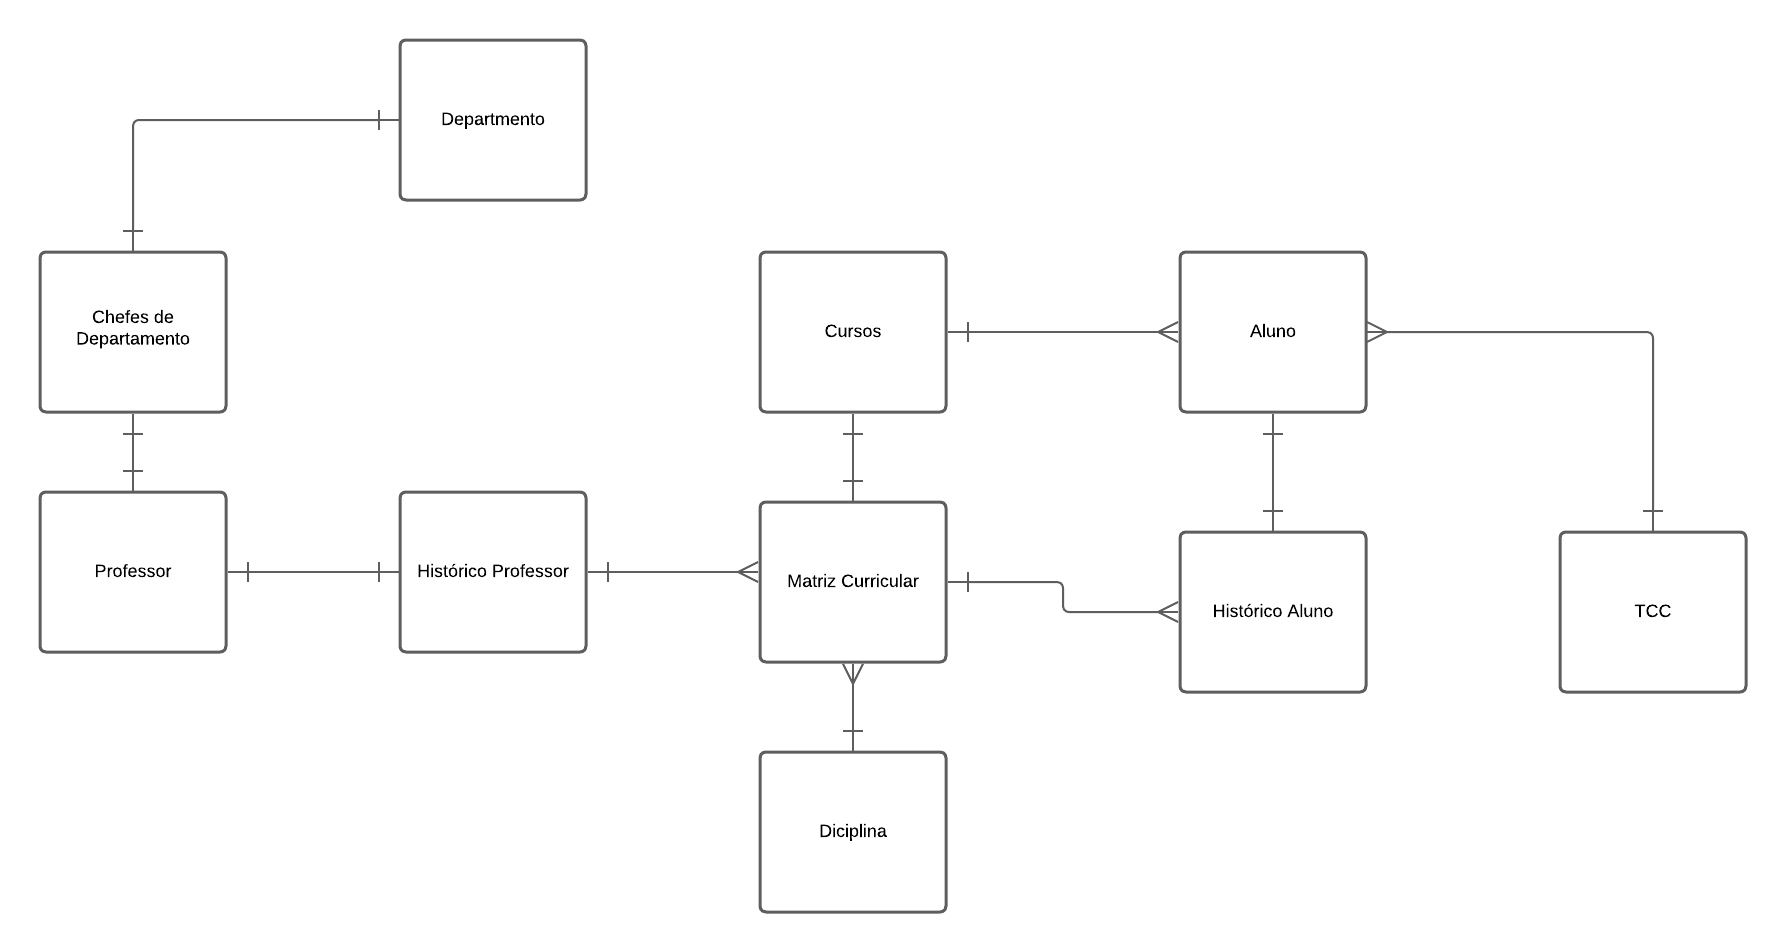 Departmento
Chefes de
Departamento
Cursos
Aluno
Professor
Histórico Professor
Matriz Curricular
Histórico Aluno
TCC
Diciplina